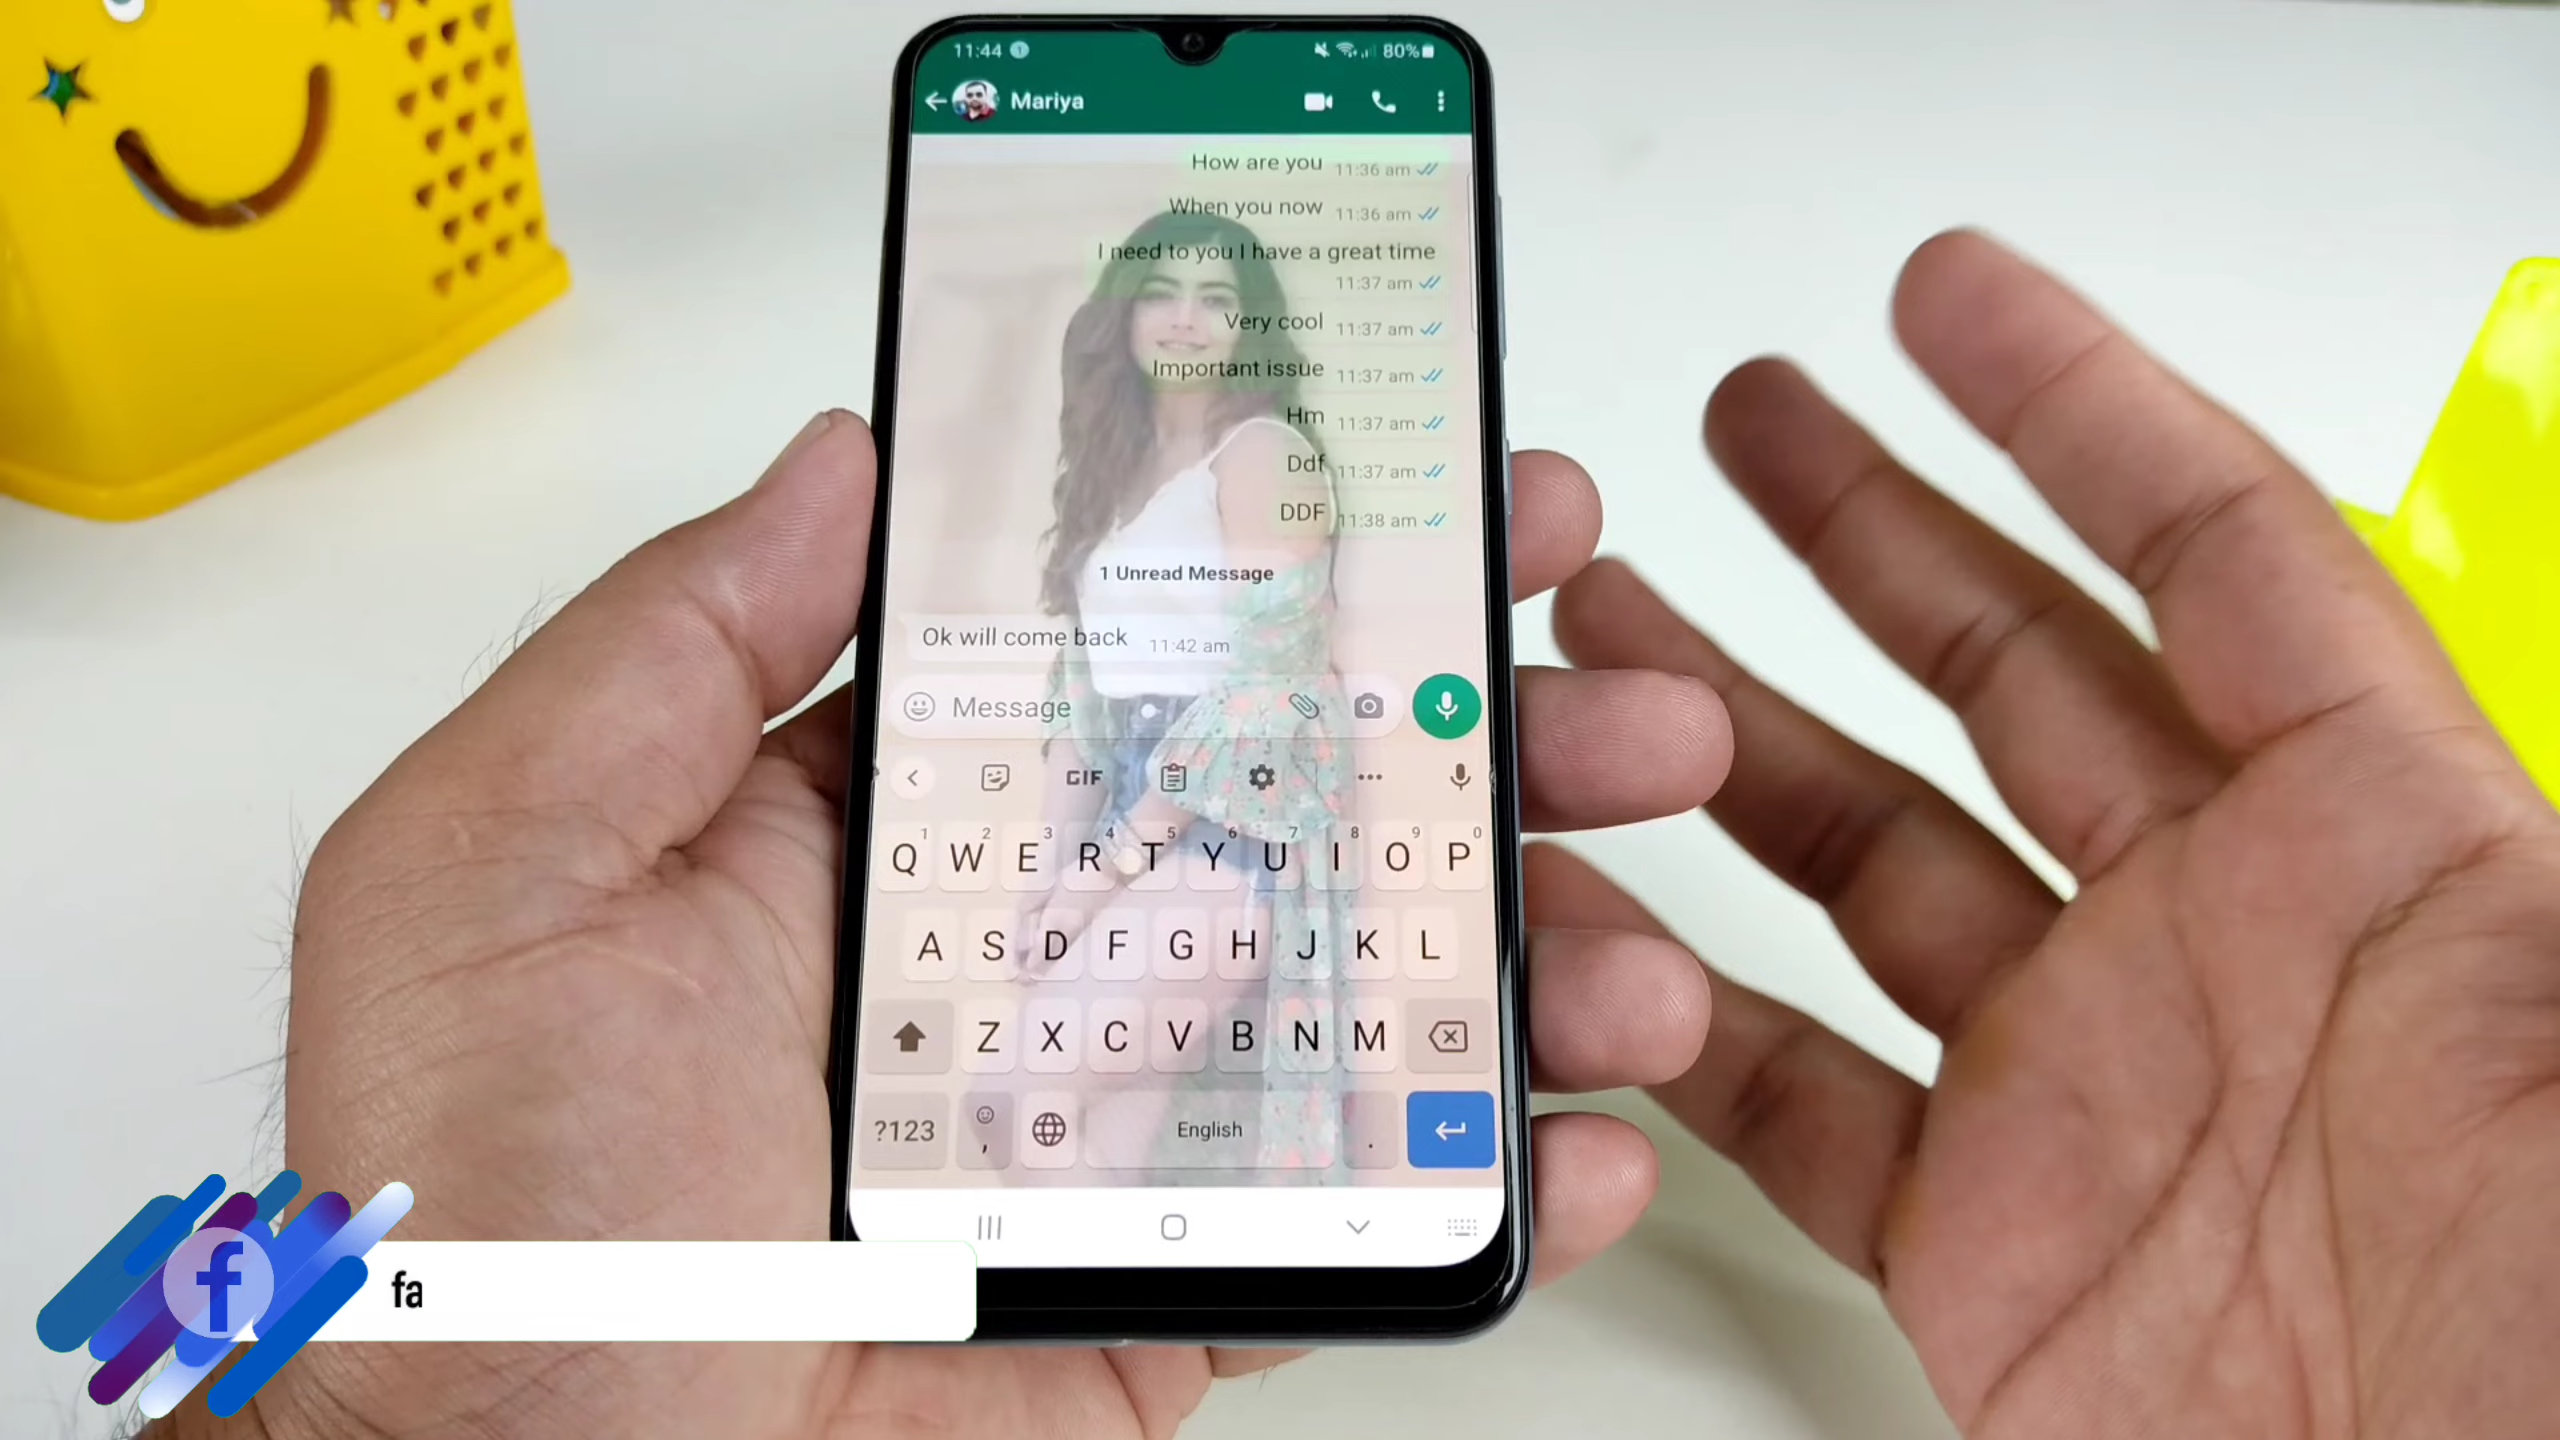 11:44
80%
Mariya
How are you 11:36 am
When you now 11:36 am
I need to you I have a great time
11:37 am
Very cool 11:37 am
Important issue 11:37 am
Hm 11:37 am
Ddf 11:37 am
DDF 11:38 am
1 Unread Message
Ok will come back 11:42 am
Message
GIF
1 2 3 4 5 6 7 8 9 0
Q W E R T Y U I O P
A S D F G H J K L
Z X C V B N M
?123 , English .
f fa